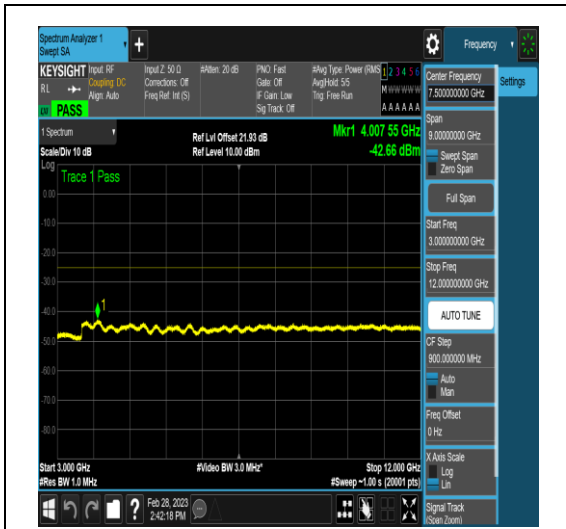 Spectrum Analyzer 1
Swept SA
+
Frequency
KEYSIGHT
RL
PASS
Input: RF
Coupling: DC
Align: Auto
Input Z: 50 Ω
Corrections: Off
Freq Ref: Int (S)
#Atten: 20 dB
PNO: Fast
Gate: Off
IF Gain: Low
Sig Track: Off
#Avg Type: Power (RMS
Avg|Hold: 5/5
Trig: Free Run
1 2 3 4 5 6
M W W W W W
A A A A A A
Settings
1 Spectrum
Scale/Div 10 dB
Ref Lvl Offset 21.93 dB
Ref Level 10.00 dBm
Mkr1 4.007 55 GHz
-42.66 dBm
Log
Trace 1 Pass
0.00
-10.0
-20.0
-30.0
-40.0
-50.0
-60.0
-70.0
-80.0
1
Start 3.000 GHz
#Res BW 1.0 MHz
#Video BW 3.0 MHz*
Stop 12.000 GHz
#Sweep ~1.00 s (20001 pts)
Center Frequency
7.500000000 GHz
Span
9.00000000 GHz
Swept Span
Zero Span
Full Span
Start Freq
3.000000000 GHz
Stop Freq
12.000000000 GHz
AUTO TUNE
CF Step
900.000000 MHz
Auto
Man
Freq Offset
0 Hz
X Axis Scale
Log
Lin
Signal Track
(Span Zoom)
?
Feb 28, 2023
2:42:18 PM